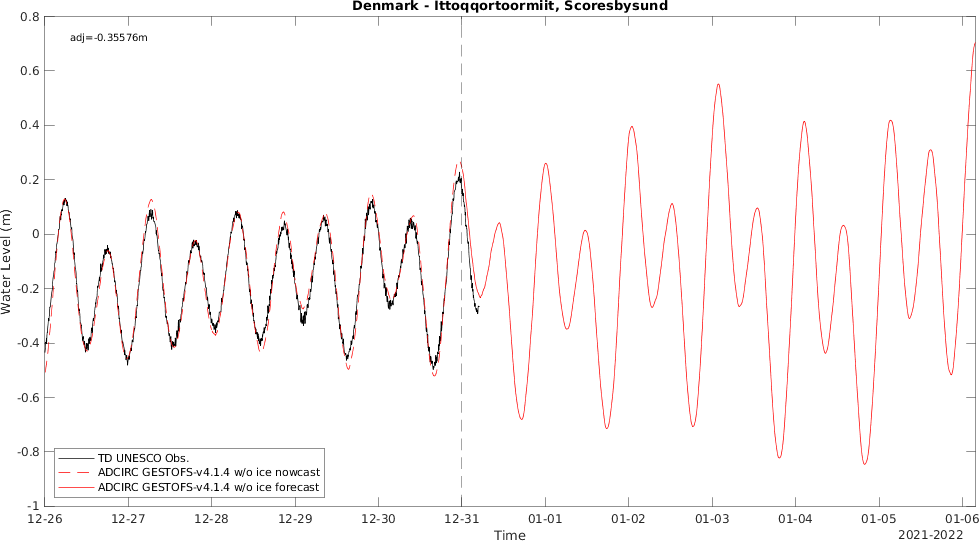 Denmark - Ittoqqortoormiit, Scoresbysund
adj=-0.35576m
0.8
0.6
0.4
0.2
0
-0.2
-0.4
-0.6
-0.8
-1
Water Level (m)
TD UNESCO Obs.
ADCIRC GESTOFS-v4.1.4 w/o ice nowcast
ADCIRC GESTOFS-v4.1.4 w/o ice forecast
12-26 12-27 12-28 12-29 12-30 12-31 01-01 01-02 01-03 01-04 01-05 01-06
Time
2021-2022